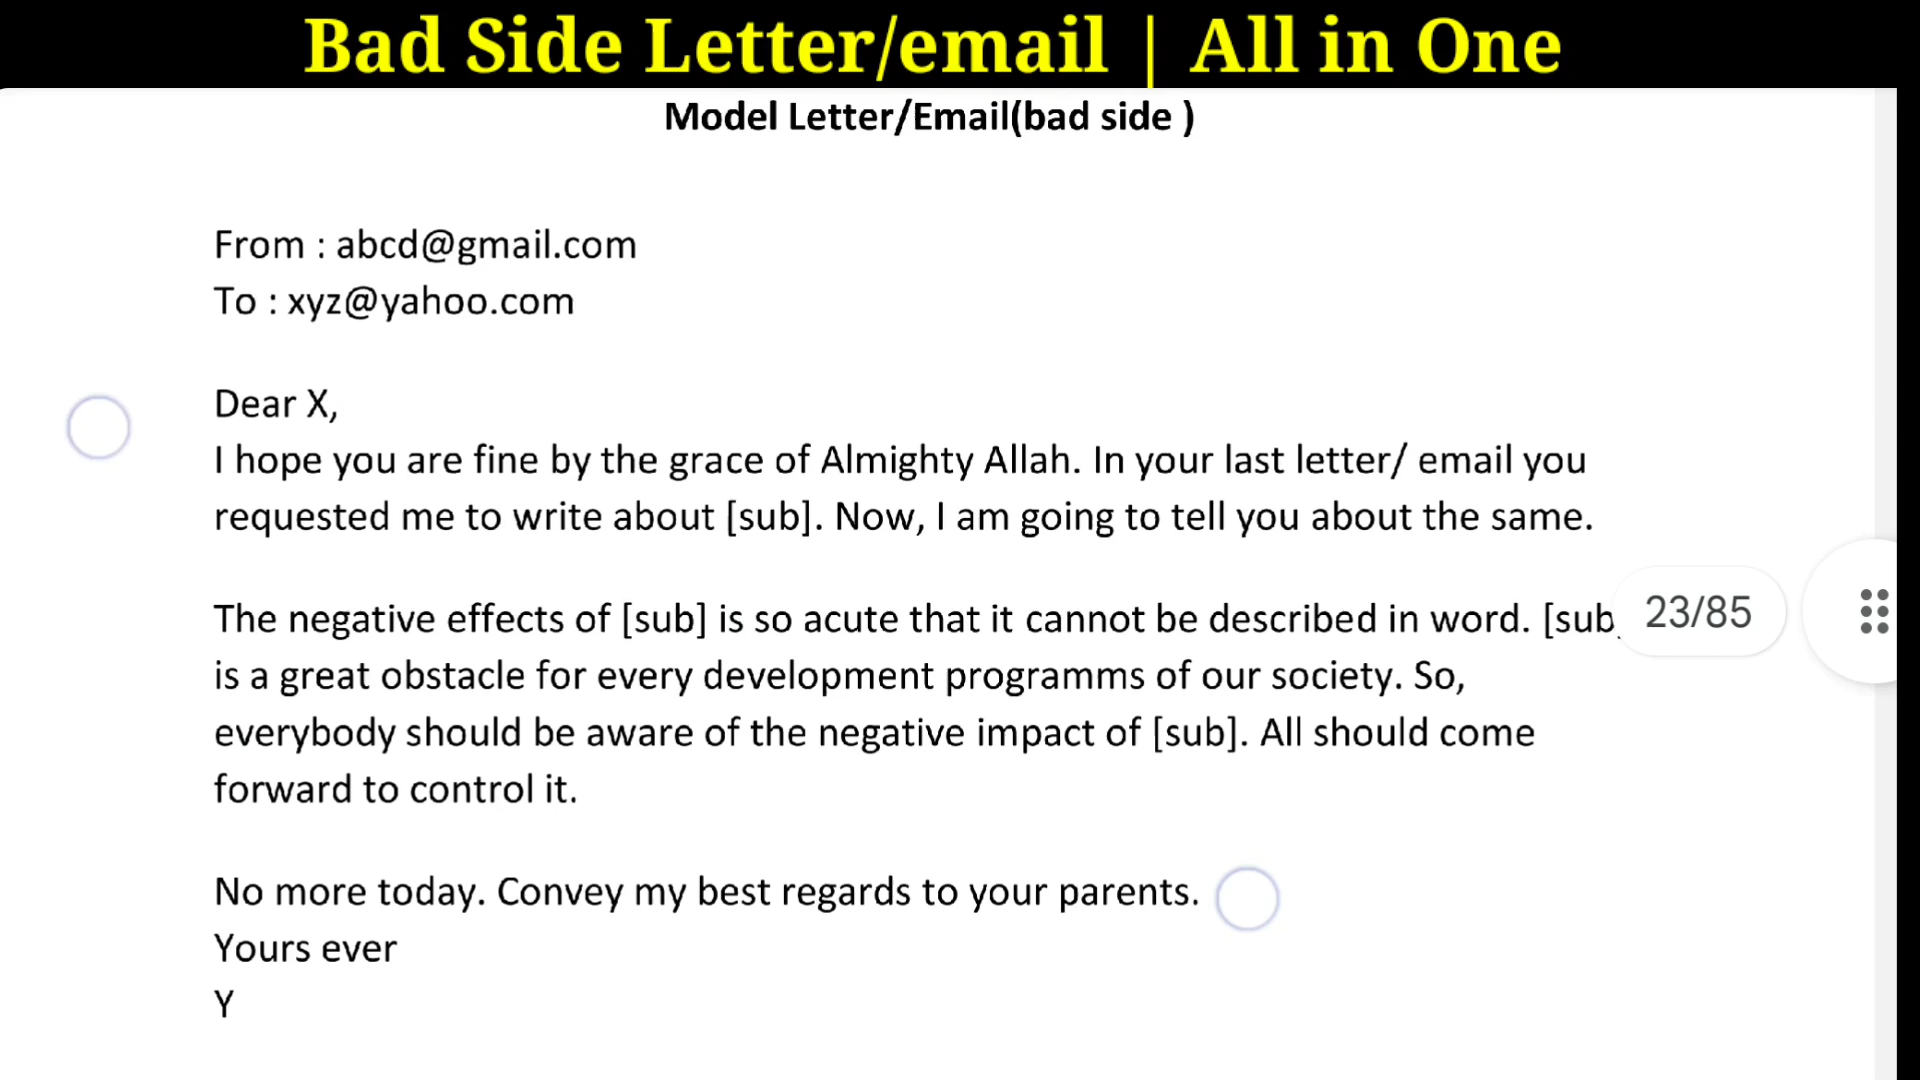 Bad Side Letter/email | All in One
Model Letter/Email(bad side )
From : abcd@gmail.com
To : xyz@yahoo.com
Dear X,
I hope you are fine by the grace of Almighty Allah. In your last letter/ email you
requested me to write about [sub]. Now, I am going to tell you about the same.
The negative effects of [sub] is so acute that it cannot be described in word. [sub
is a great obstacle for every development programms of our society. So,
everybody should be aware of the negative impact of [sub]. All should come
forward to control it.
23/85
No more today. Convey my best regards to your parents.
Yours ever
Y